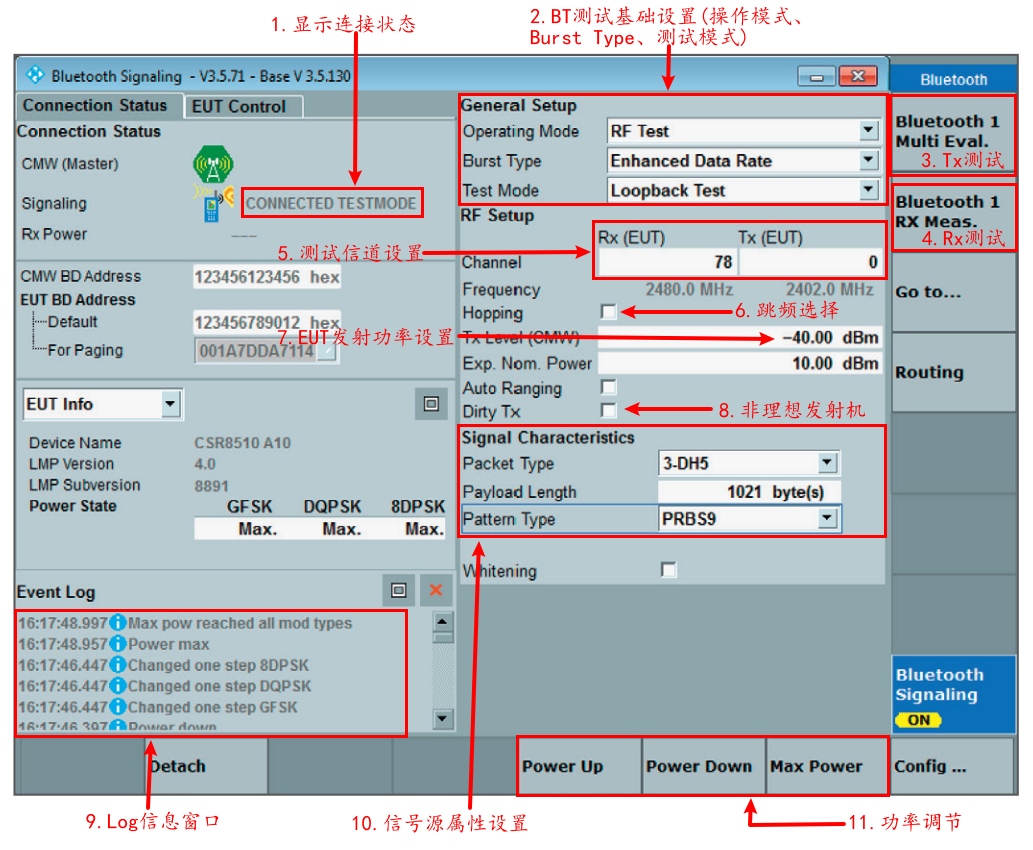 1.显示连接状态
2.BT测试基础设置(操作模式、
Burst Type、测试模式)
Bluetooth Signaling - V3.5.71 - Base V 3.5.130
Bluetooth
Connection Status
EUT Control
Connection Status
CMW (Master)
Signaling
CONNECTED TESTMODE
Rx Power
---
CMW BD Address
123456123456 hex
EUT BD Address
Default
123456789012 hex
For Paging
001A7DDA7114
EUT Info
Device Name
CSR8510 A10
LMP Version
4.0
LMP Subversion
8891
Power State
GFSK DQPSK 8DPSK
Max. Max. Max.
Event Log
16:17:48.997 Max pow reached all mod types
16:17:48.957 Power max
16:17:46.447 Changed one step 8DPSK
16:17:46.447 Changed one step DQPSK
16:17:46.447 Changed one step GFSK
16:17:46.397 Power down
General Setup
Operating Mode
RF Test
Burst Type
Enhanced Data Rate
Test Mode
Loopback Test
RF Setup
Rx (EUT) Tx (EUT)
5.测试信道设置
Channel
78 0
Frequency
2480.0 MHz 2402.0 MHz
Hopping
6.跳频选择
7.EUT发射功率设置
Tx Level (CMW)
-40.00 dBm
Exp. Nom. Power
10.00 dBm
Auto Ranging
Dirty Tx
8.非理想发射机
Signal Characteristics
Packet Type
3-DH5
Payload Length
1021 byte(s)
Pattern Type
PRBS9
Whitening
Bluetooth 1
Multi Eval.
3.Tx测试
Bluetooth 1
RX Meas.
4.Rx测试
Go to...
Routing
Bluetooth
Signaling
ON
Detach
Power Up
Power Down
Max Power
Config ...
9.Log信息窗口
10.信号源属性设置
11.功率调节